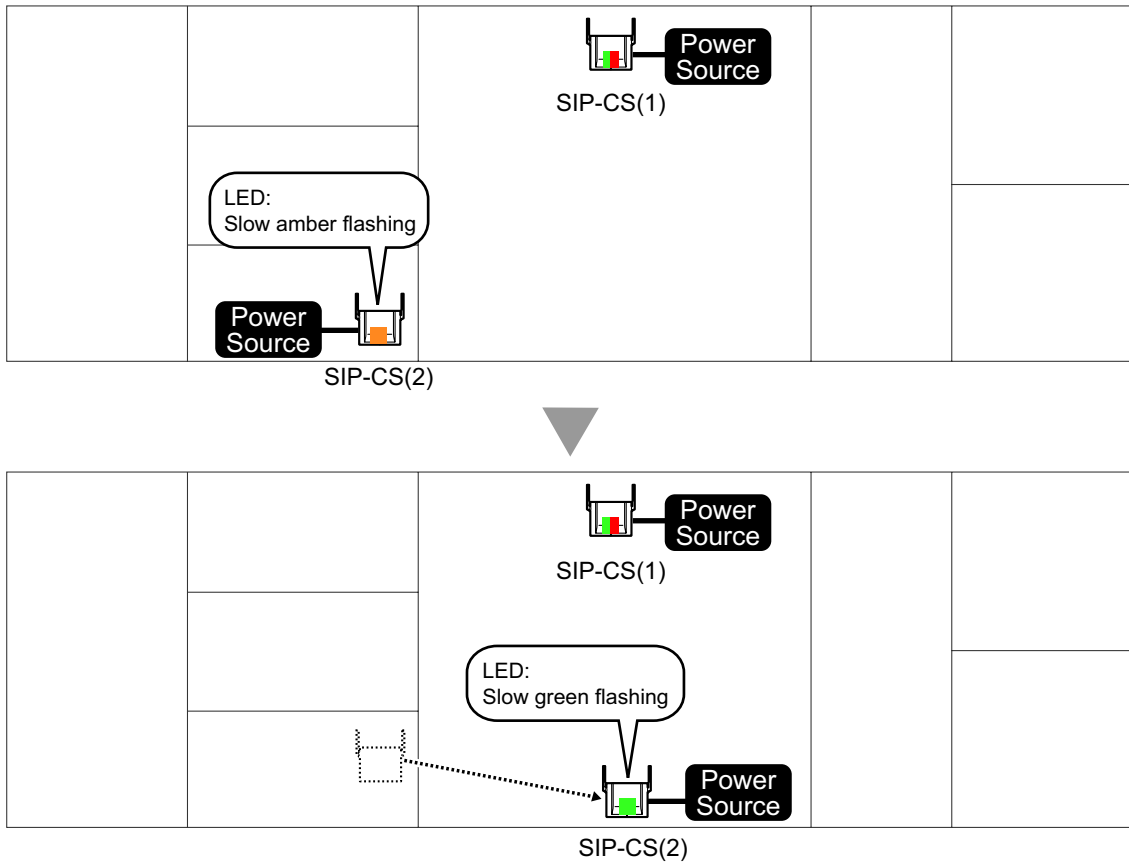 Power
Source
SIP-CS(1)
LED:
Slow amber flashing
Power
Source
SIP-CS(2)
Power
Source
SIP-CS(1)
LED:
Slow green flashing
Power
Source
SIP-CS(2)